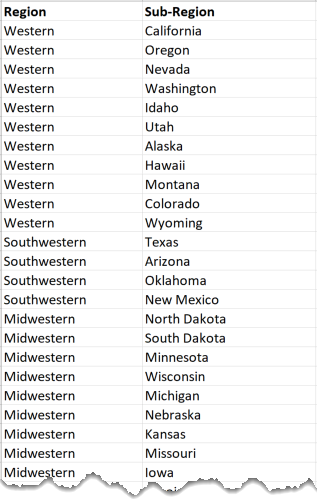 Region Sub-Region
Western California
Western Oregon
Western Nevada
Western Washington
Western Idaho
Western Utah
Western Alaska
Western Hawaii
Western Montana
Western Colorado
Western Wyoming
Southwestern Texas
Southwestern Arizona
Southwestern Oklahoma
Southwestern New Mexico
Midwestern North Dakota
Midwestern South Dakota
Midwestern Minnesota
Midwestern Wisconsin
Midwestern Michigan
Midwestern Nebraska
Midwestern Kansas
Midwestern Missouri
Midwestern Iowa